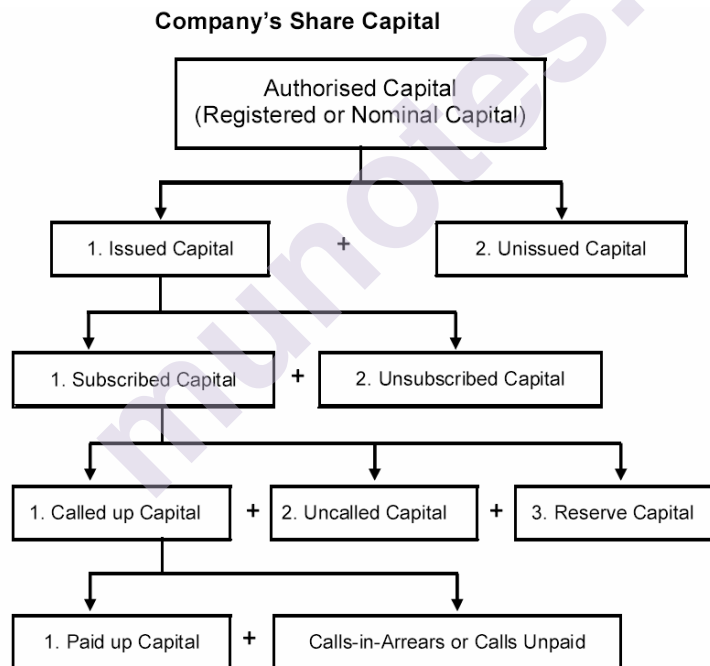 Company's Share Capital
Authorised Capital
(Registered or Nominal Capital)
1. Issued Capital
+
2. Unissued Capital
1. Subscribed Capital
+
2. Unsubscribed Capital
1. Called up Capital
+
2. Uncalled Capital
+
3. Reserve Capital
1. Paid up Capital
+
Calls-in-Arrears or Calls Unpaid
munotes.